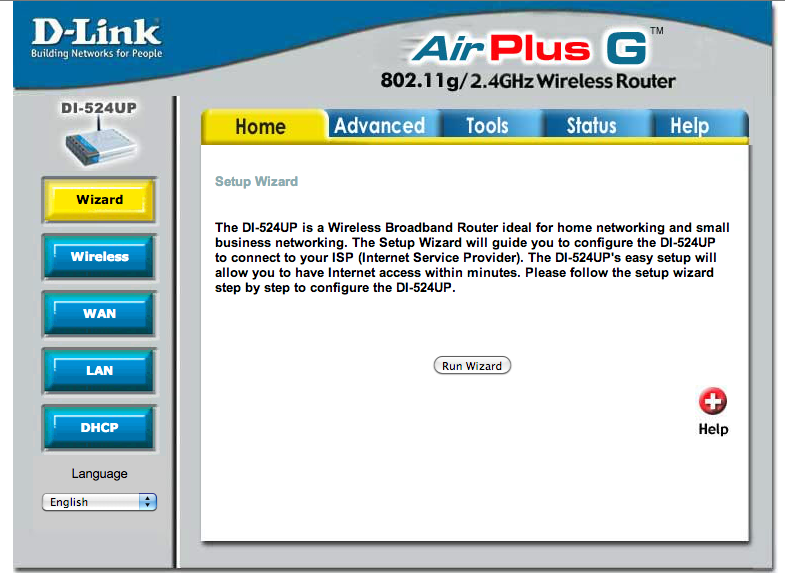 D-Link
Building Networks for People
AirPlus G™
802.11g/2.4GHz Wireless Router
DI-524UP
Home
Advanced
Tools
Status
Help
Wizard
Wireless
WAN
LAN
DHCP
Language
English
Setup Wizard
The DI-524UP is a Wireless Broadband Router ideal for home networking and small
business networking. The Setup Wizard will guide you to configure the DI-524UP
to connect to your ISP (Internet Service Provider). The DI-524UP's easy setup will
allow you to have Internet access within minutes. Please follow the setup wizard
step by step to configure the DI-524UP.
Run Wizard
Help